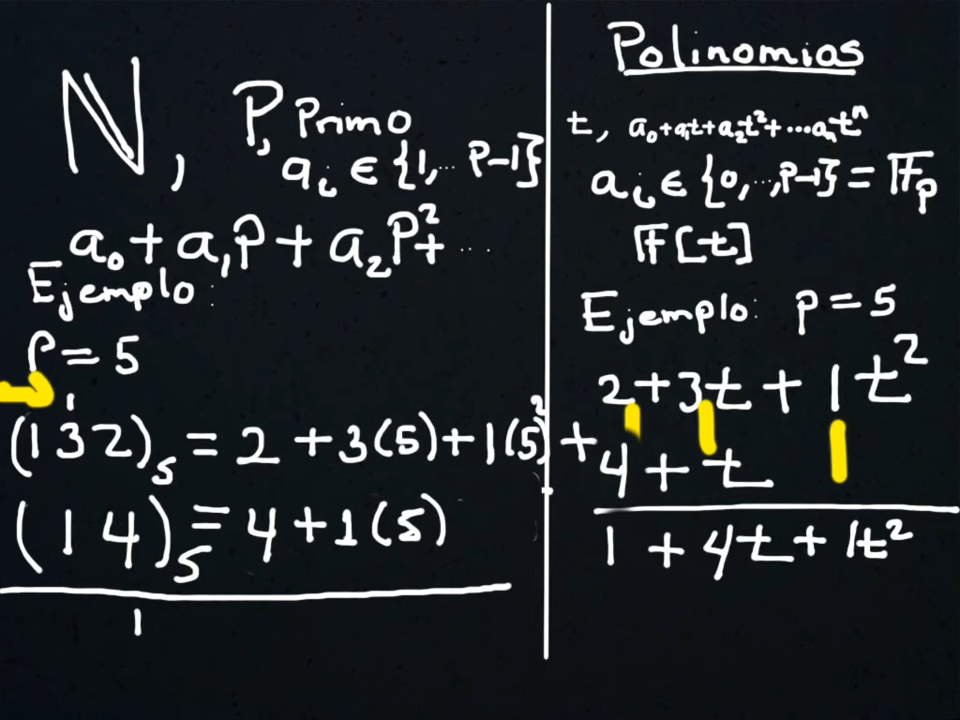 ℕ, P, Primo
aᵢ ∈ {1,... P-1}
a₀ + a₁P + a₂P² + ...
Ejemplo:
P = 5
1
(132)₅ = 2 + 3(5) + 1(5)²
(14)₅ = 4 + 1(5)
1
Polinomios
t, a₀+a₁t+a₂t²+...aₙtⁿ
aᵢ ∈ {0,..,P-1} = 𝔽ₚ
𝔽[t]
Ejemplo: P = 5
2 + 3t + 1t²
+ 4 + t
1 + 4t + 1t²